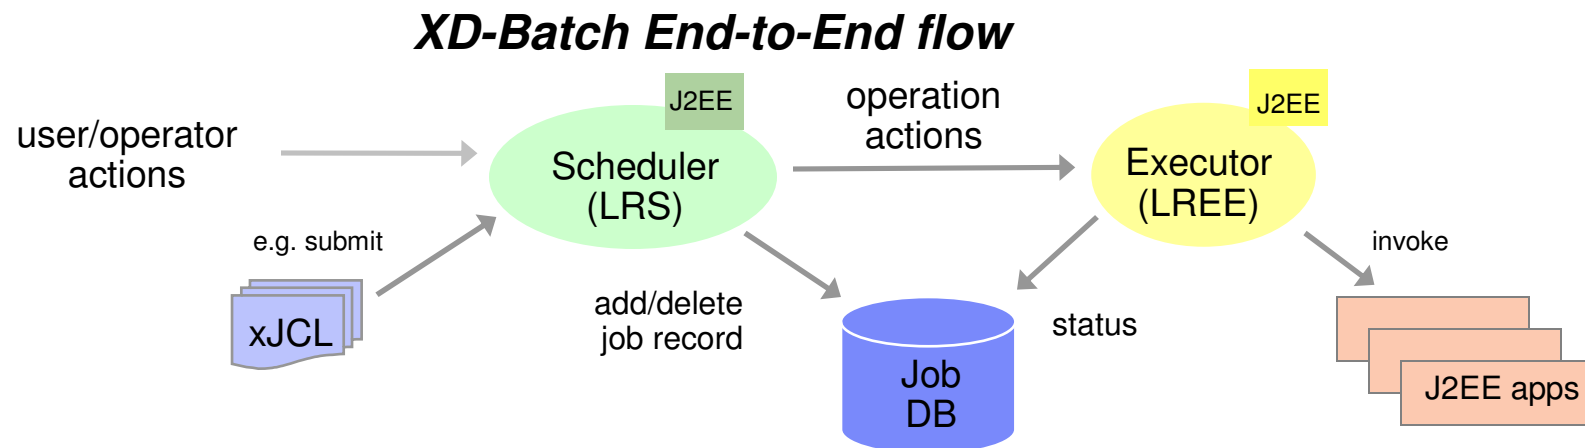 XD-Batch End-to-End flow
user/operator
actions
J2EE
Scheduler
(LRS)
operation
actions
J2EE
Executor
(LREE)
e.g. submit
xJCL
add/delete
job record
Job
DB
status
invoke
J2EE apps